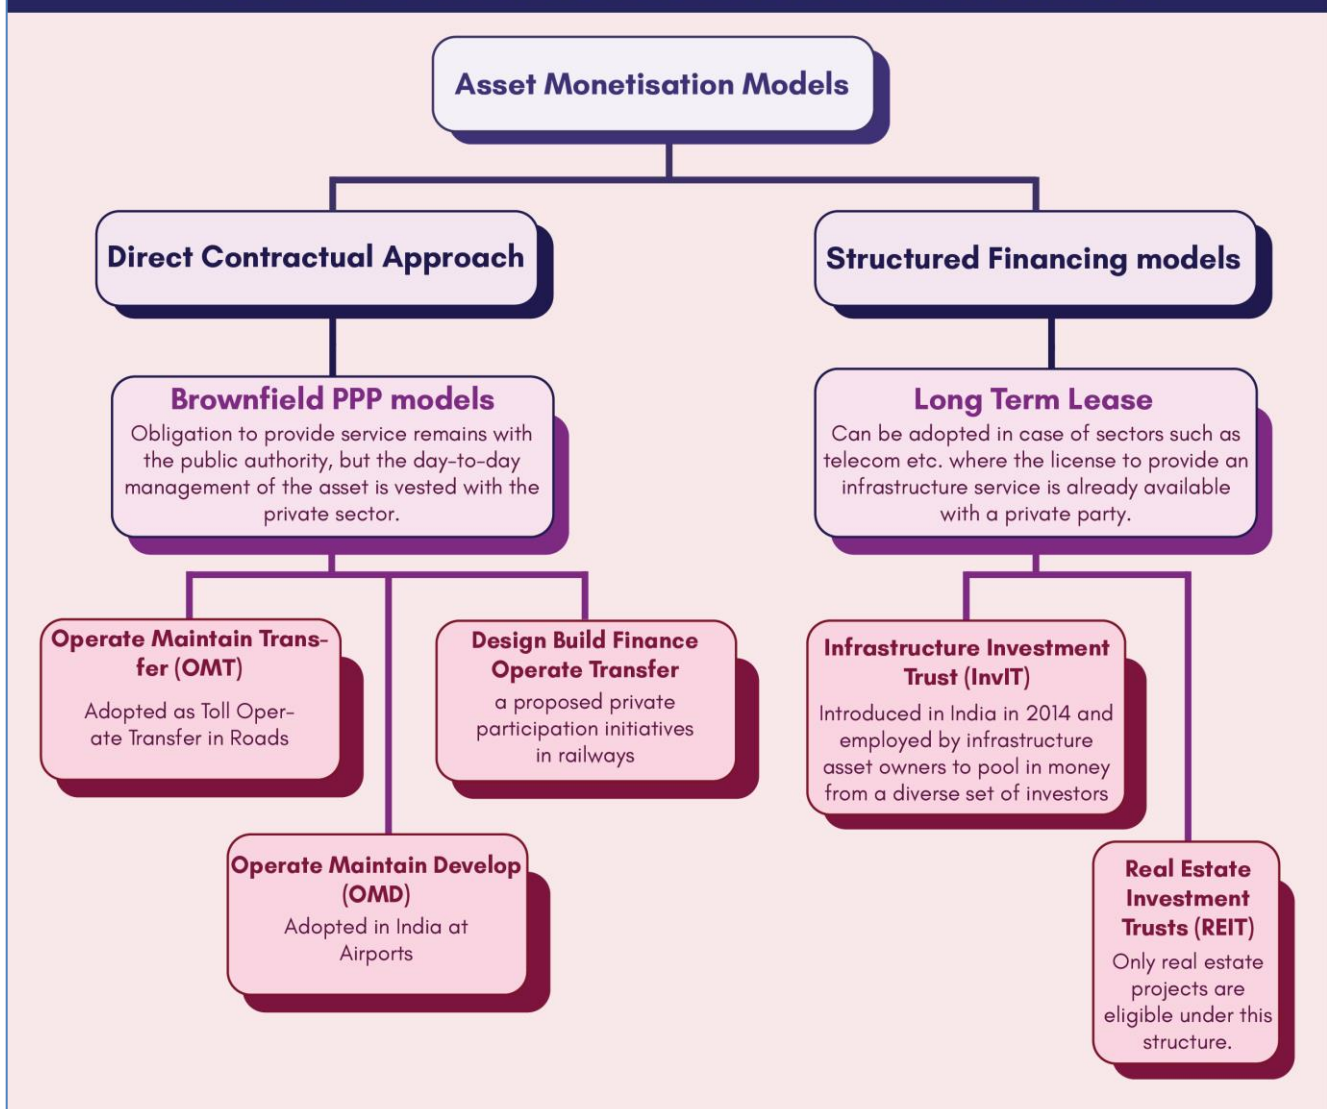 Asset Monetisation Models
Direct Contractual Approach
Structured Financing models
Brownfield PPP models
Obligation to provide service remains with
the public authority, but the day-to-day
management of the asset is vested with the
private sector.
Long Term Lease
Can be adopted in case of sectors such as
telecom etc. where the license to provide an
infrastructure service is already available
with a private party.
Operate Maintain Trans-
fer (OMT)
Adopted as Toll Oper-
ate Transfer in Roads
Design Build Finance
Operate Transfer
a proposed private
participation initiatives
in railways
Infrastructure Investment
Trust (InvIT)
Introduced in India in 2014 and
employed by infrastructure
asset owners to pool in money
from a diverse set of investors
Operate Maintain Develop
(OMD)
Adopted in India at
Airports
Real Estate
Investment
Trusts (REIT)
Only real estate
projects are
eligible under this
structure.